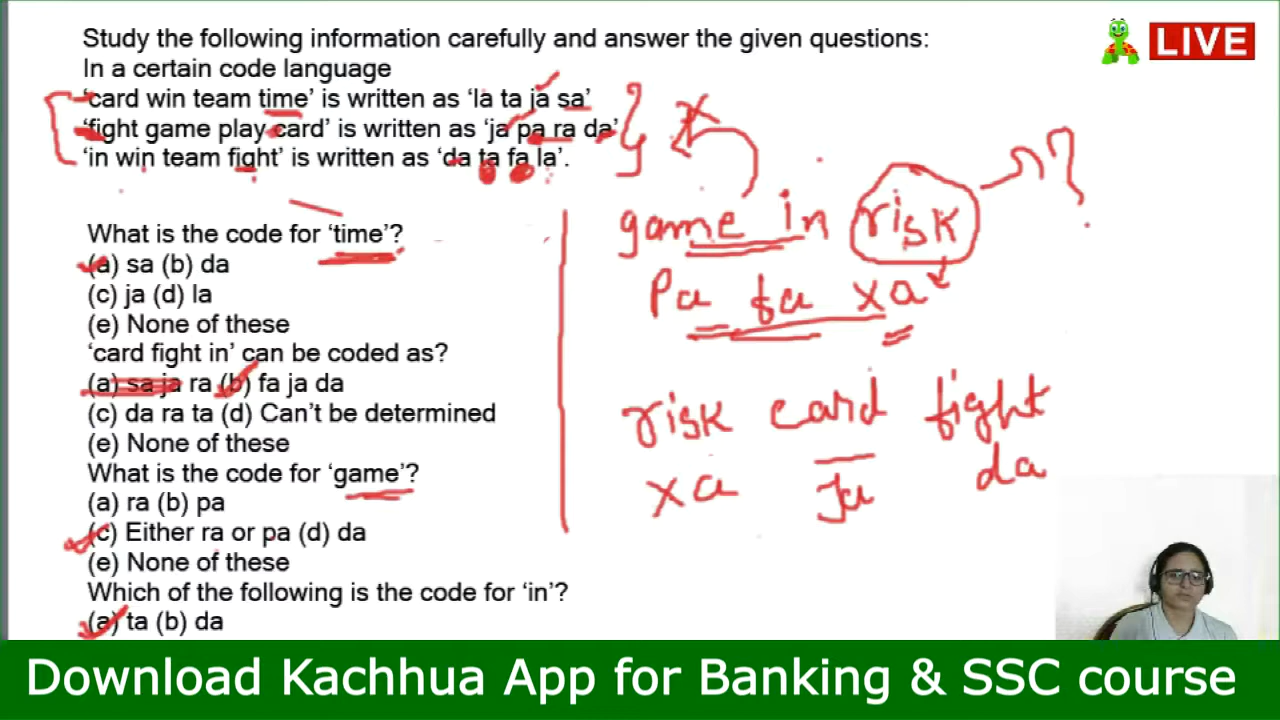 Study the following information carefully and answer the given questions:
LIVE
In a certain code language
‘card win team time’ is written as ‘la ta ja sa’
‘fight game play card’ is written as ‘ja pa ra da’
‘in win team fight’ is written as ‘da ta fa la’.
What is the code for ‘time’?
(a) sa (b) da
(c) ja (d) la
(e) None of these
‘card fight in’ can be coded as?
(a) sa ja ra (b) fa ja da
(c) da ra ta (d) Can’t be determined
(e) None of these
What is the code for ‘game’?
(a) ra (b) pa
(c) Either ra or pa (d) da
(e) None of these
Which of the following is the code for ‘in’?
(a) ta (b) da
game in risk ?
Pa fa xa
risk card fight
xa Ja da
Download Kachhua App for Banking & SSC course